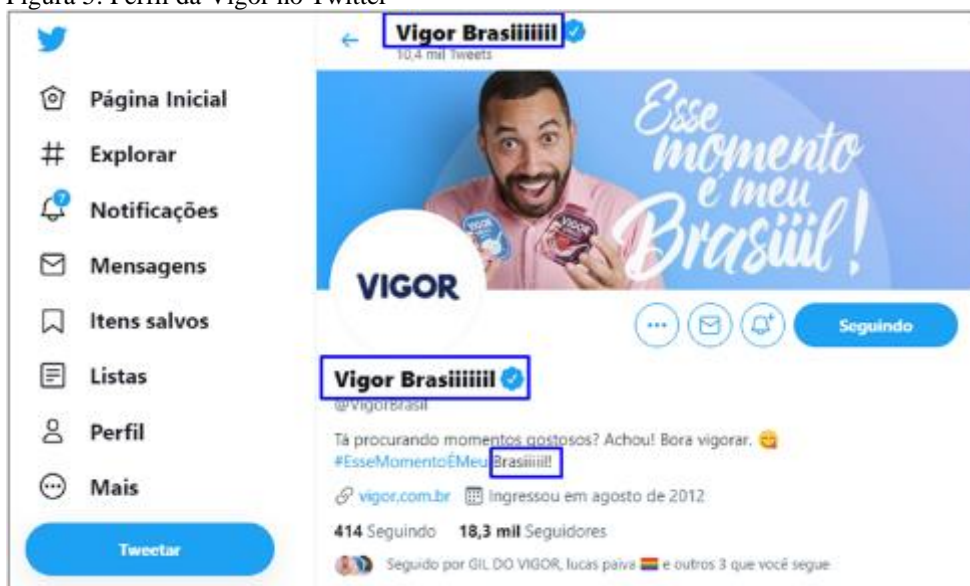 Figura 5. Perfil da Vigor no Twitter
Vigor Brasiiiiiil
10,4 mil Tweets
Página Inicial
Explorar
Notificações
7
Mensagens
Itens salvos
Listas
Perfil
Mais
Tweetar
Esse
momento
é meu
Brasiiil!
VIGOR
VIGOR
VIGOR
Seguindo
Vigor Brasiiiiiil
@VigorBrasil
Tá procurando momentos gostosos? Achou! Bora vigorar. 😋
#EsseMomentoÉMeu Brasiiiiil!
vigor.com.br Ingressou em agosto de 2012
414 Seguindo 18,3 mil Seguidores
Seguido por GIL DO VIGOR, lucas paiva 🏳️‍🌈 e outros 3 que você segue